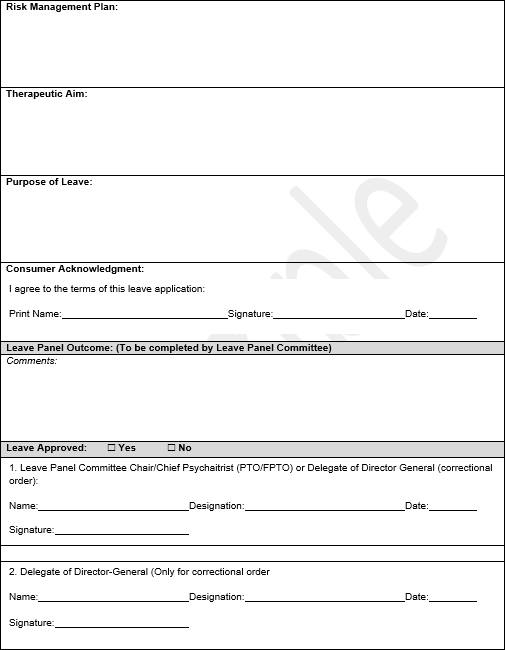 Risk Management Plan:
Therapeutic Aim:
Purpose of Leave:
Consumer Acknowledgment:
I agree to the terms of this leave application:
Print Name:______________________________Signature:________________________Date:_________
Leave Panel Outcome: (To be completed by Leave Panel Committee)
Comments:
Leave Approved: ☐ Yes ☐ No
1. Leave Panel Committee Chair/Chief Psychaitrist (PTO/FPTO) or Delegate of Director General (correctional
order):
Name:___________________________Designation:_____________________________Date:_________
Signature:________________________
2. Delegate of Director-General (Only for correctional order
Name:___________________________Designation:_____________________________Date:_________
Signature:________________________